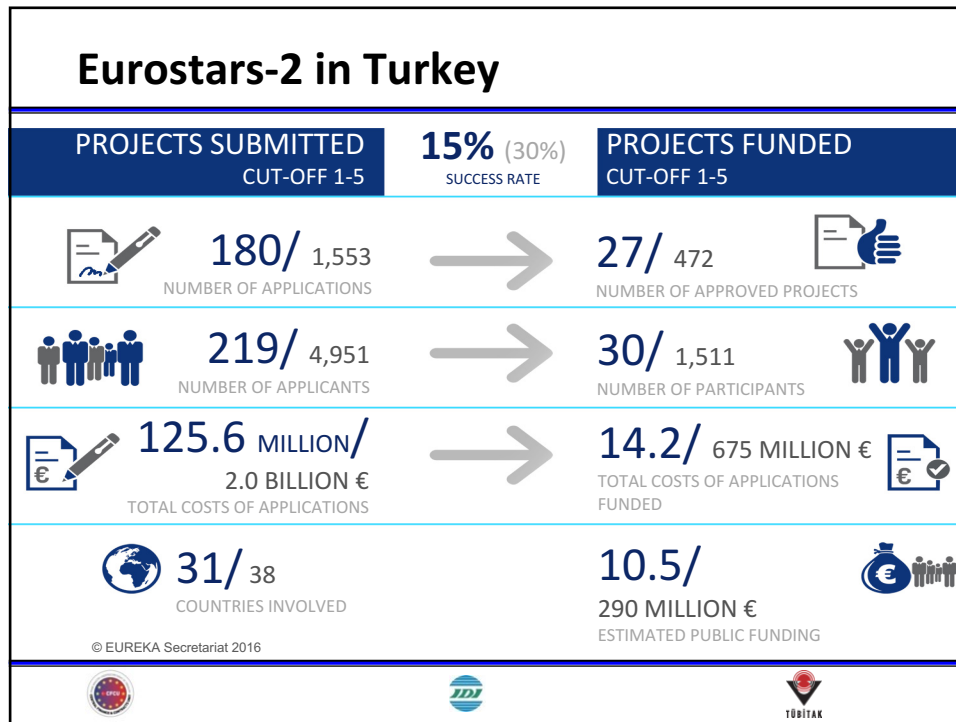 Eurostars-2 in Turkey
PROJECTS SUBMITTED
CUT-OFF 1-5
15% (30%)
SUCCESS RATE
PROJECTS FUNDED
CUT-OFF 1-5
180/ 1,553
NUMBER OF APPLICATIONS
27/ 472
NUMBER OF APPROVED PROJECTS
219/ 4,951
NUMBER OF APPLICANTS
30/ 1,511
NUMBER OF PARTICIPANTS
125.6 MILLION/
2.0 BILLION €
TOTAL COSTS OF APPLICATIONS
14.2/ 675 MILLION €
TOTAL COSTS OF APPLICATIONS
FUNDED
€
€
31/ 38
COUNTRIES INVOLVED
10.5/
290 MILLION €
ESTIMATED PUBLIC FUNDING
€
© EUREKA Secretariat 2016
CFCU
TÜBİTAK